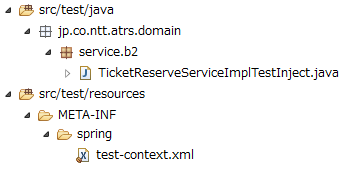 src/test/java
jp.co.ntt.atrs.domain
service.b2
TicketReserveServiceImplTestInject.java
src/test/resources
META-INF
spring
test-context.xml